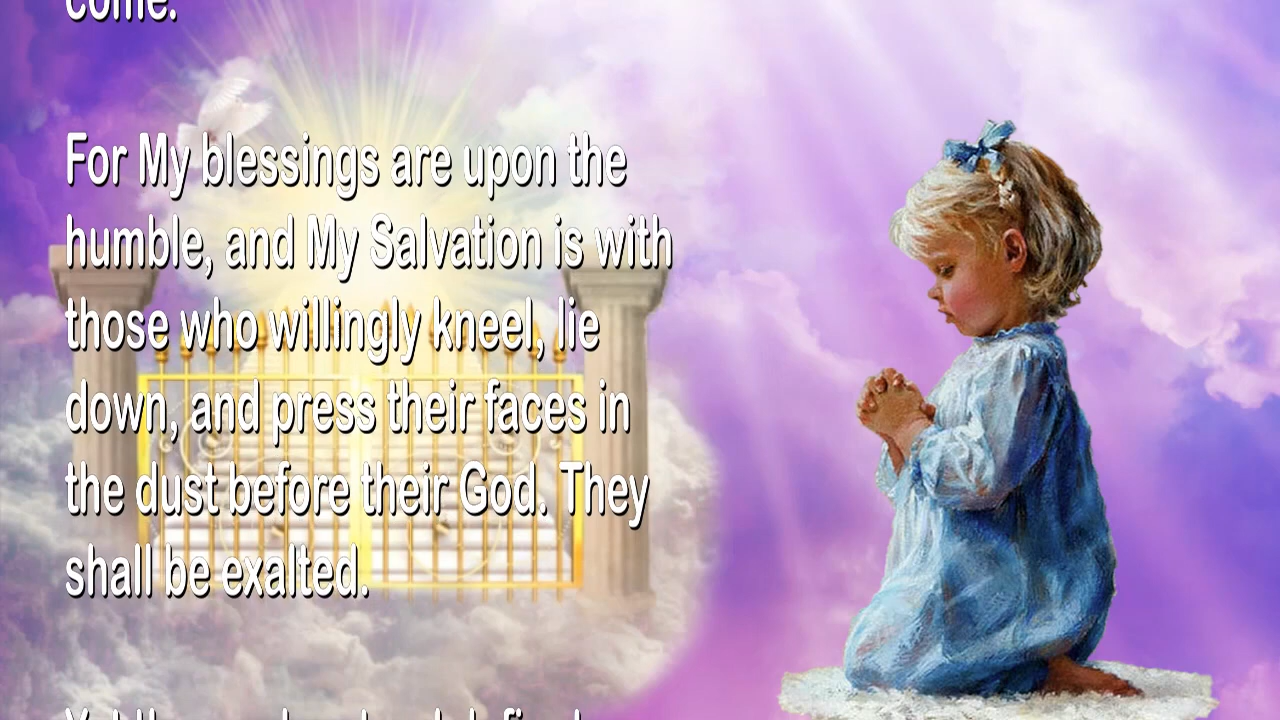 come.
For My blessings are upon the
humble, and My Salvation is with
those who willingly kneel, lie
down, and press their faces in
the dust before their God. They
shall be exalted.